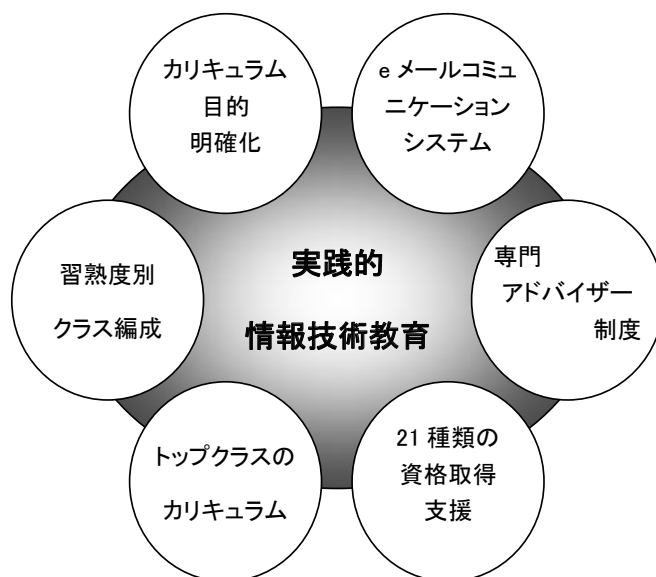 カリキュラム
目的
明確化
eメールコミュ
ニケーション
システム
習熟度別
クラス編成
実践的
情報技術教育
専門
アドバイザー
制度
トップクラスの
カリキュラム
21種類の
資格取得
支援